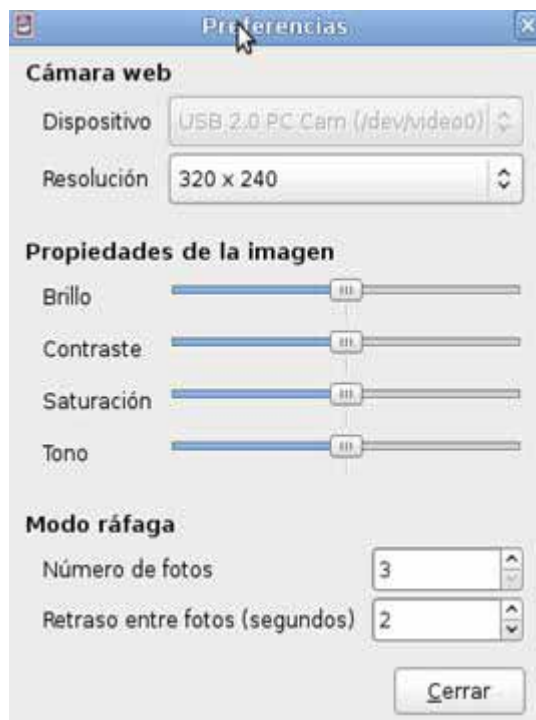 Preferencias
Cámara web
Dispositivo USB 2.0 PC Cam (/dev/video0)
Resolución 320 x 240
Propiedades de la imagen
Brillo
Contraste
Saturación
Tono
Modo ráfaga
Número de fotos 3
Retraso entre fotos (segundos) 2
Cerrar